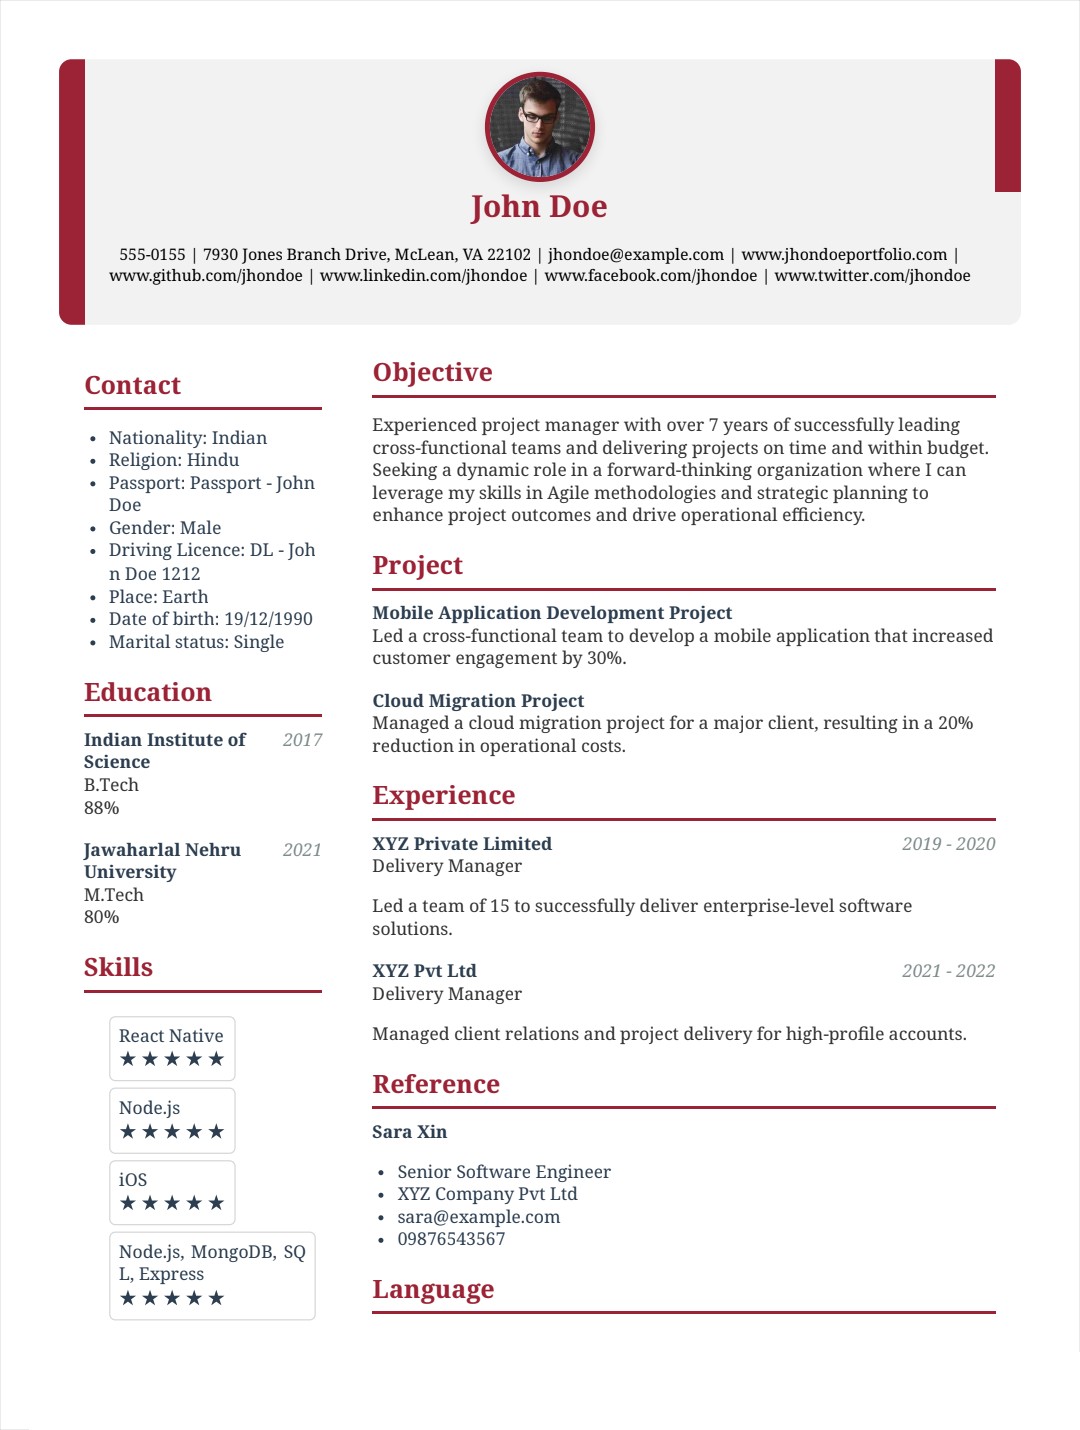 John Doe
555-0155 | 7930 Jones Branch Drive, McLean, VA 22102 | jhondoe@example.com | www.jhondoeportfolio.com |
www.github.com/jhondoe | www.linkedin.com/jhondoe | www.facebook.com/jhondoe | www.twitter.com/jhondoe
Contact
• Nationality: Indian
• Religion: Hindu
• Passport: Passport - John
Doe
• Gender: Male
• Driving Licence: DL - Joh
n Doe 1212
• Place: Earth
• Date of birth: 19/12/1990
• Marital status: Single
Education
Indian Institute of 2017
Science
B.Tech
88%
Jawaharlal Nehru 2021
University
M.Tech
80%
Skills
React Native
★ ★ ★ ★ ★
Node.js
★ ★ ★ ★ ★
iOS
★ ★ ★ ★ ★
Node.js, MongoDB, SQ
L, Express
★ ★ ★ ★ ★
Objective
Experienced project manager with over 7 years of successfully leading
cross-functional teams and delivering projects on time and within budget.
Seeking a dynamic role in a forward-thinking organization where I can
leverage my skills in Agile methodologies and strategic planning to
enhance project outcomes and drive operational efficiency.
Project
Mobile Application Development Project
Led a cross-functional team to develop a mobile application that increased
customer engagement by 30%.
Cloud Migration Project
Managed a cloud migration project for a major client, resulting in a 20%
reduction in operational costs.
Experience
XYZ Private Limited 2019 - 2020
Delivery Manager
Led a team of 15 to successfully deliver enterprise-level software
solutions.
XYZ Pvt Ltd 2021 - 2022
Delivery Manager
Managed client relations and project delivery for high-profile accounts.
Reference
Sara Xin
• Senior Software Engineer
• XYZ Company Pvt Ltd
• sara@example.com
• 09876543567
Language